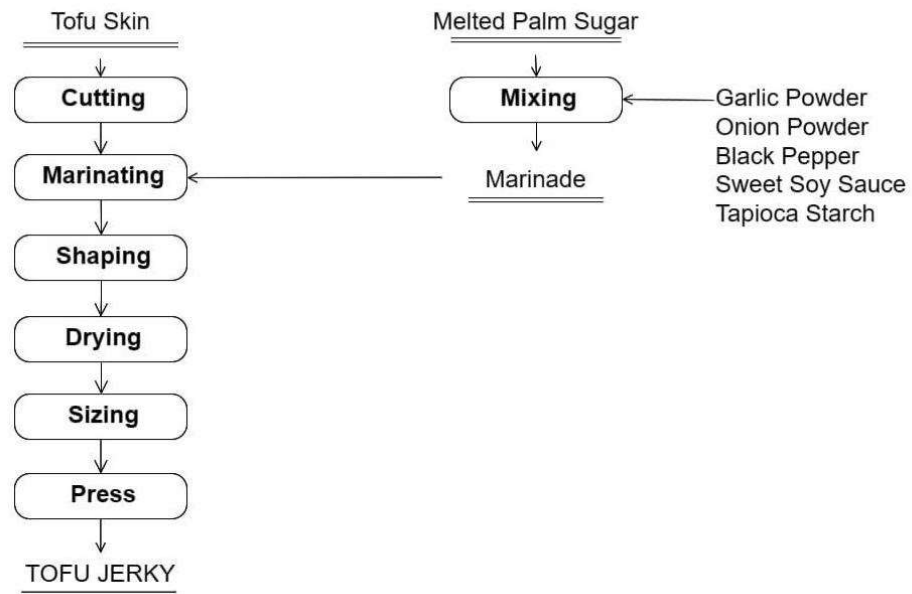 Tofu Skin
Cutting
Marinating
Shaping
Drying
Sizing
Press
TOFU JERKY
Melted Palm Sugar
Mixing
Marinade
Garlic Powder
Onion Powder
Black Pepper
Sweet Soy Sauce
Tapioca Starch